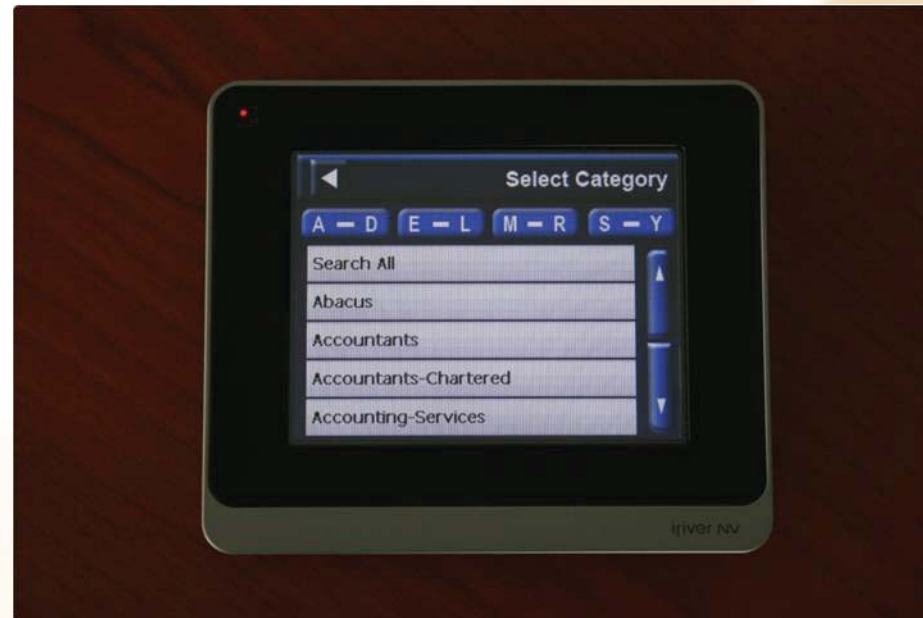 Select Category
A – D E – L M – R S – Y
Search All
Abacus
Accountants
Accountants-Chartered
Accounting-Services
iriver NV